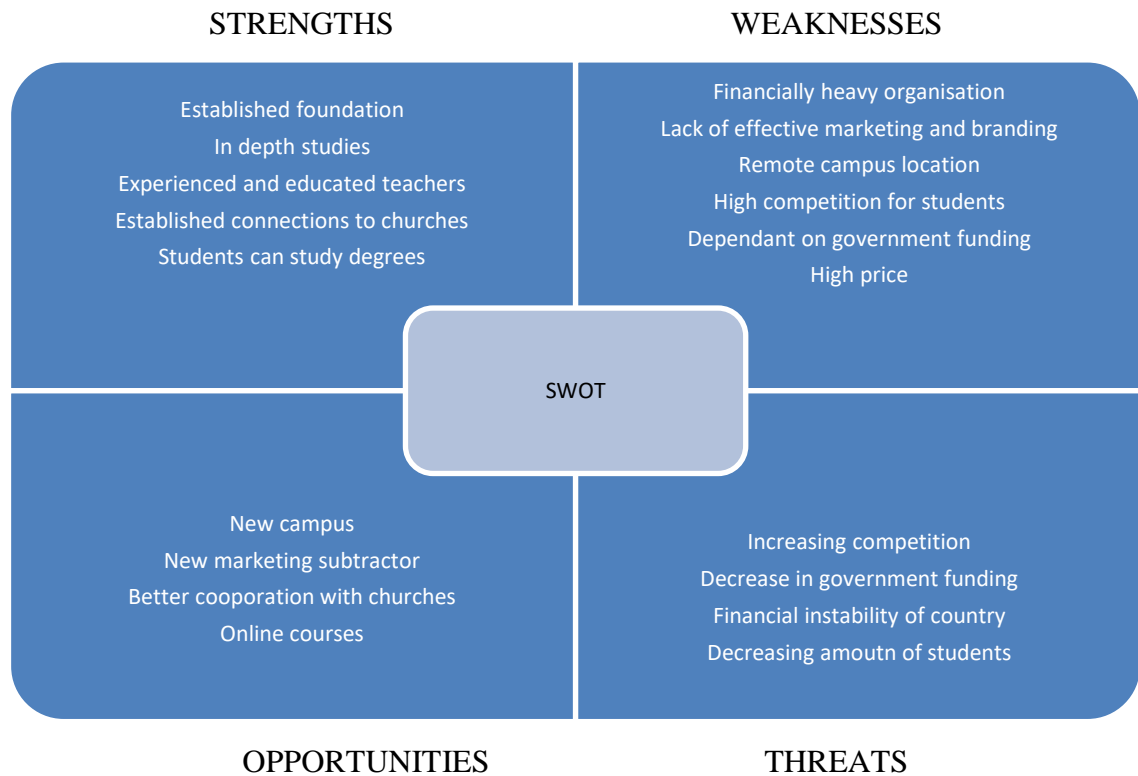 STRENGTHS
WEAKNESSES
Established foundation
In depth studies
Experienced and educated teachers
Established connections to churches
Students can study degrees
Financially heavy organisation
Lack of effective marketing and branding
Remote campus location
High competition for students
Dependant on government funding
High price
SWOT
New campus
New marketing subtractor
Better cooporation with churches
Online courses
Increasing competition
Decrease in government funding
Financial instability of country
Decreasing amoutn of students
OPPORTUNITIES
THREATS